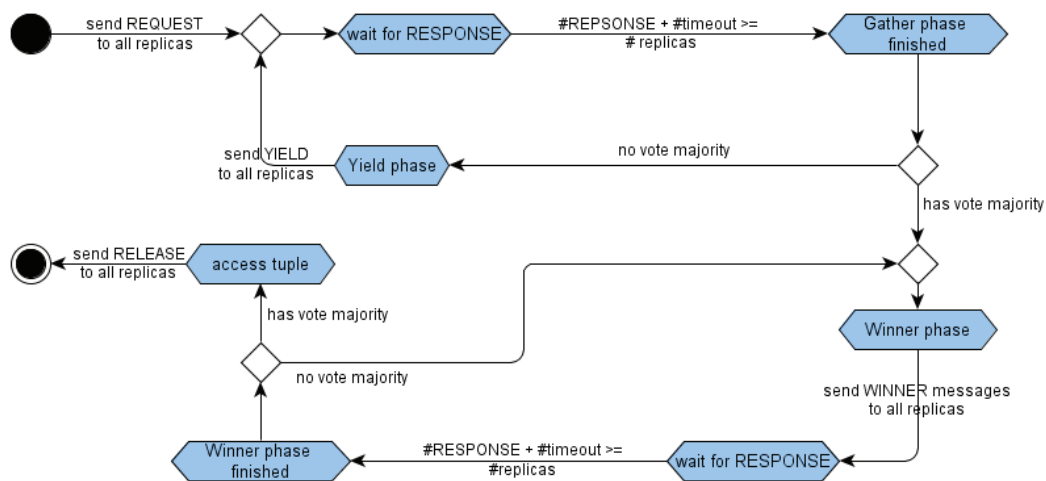 send REQUEST
to all replicas
wait for RESPONSE
#REPSONSE + #timeout >=
# replicas
Gather phase
finished
send YIELD
to all replicas
Yield phase
no vote majority
has vote majority
send RELEASE
to all replicas
access tuple
has vote majority
no vote majority
Winner phase
send WINNER messages
to all replicas
Winner phase
finished
#RESPONSE + #timeout >=
#replicas
wait for RESPONSE